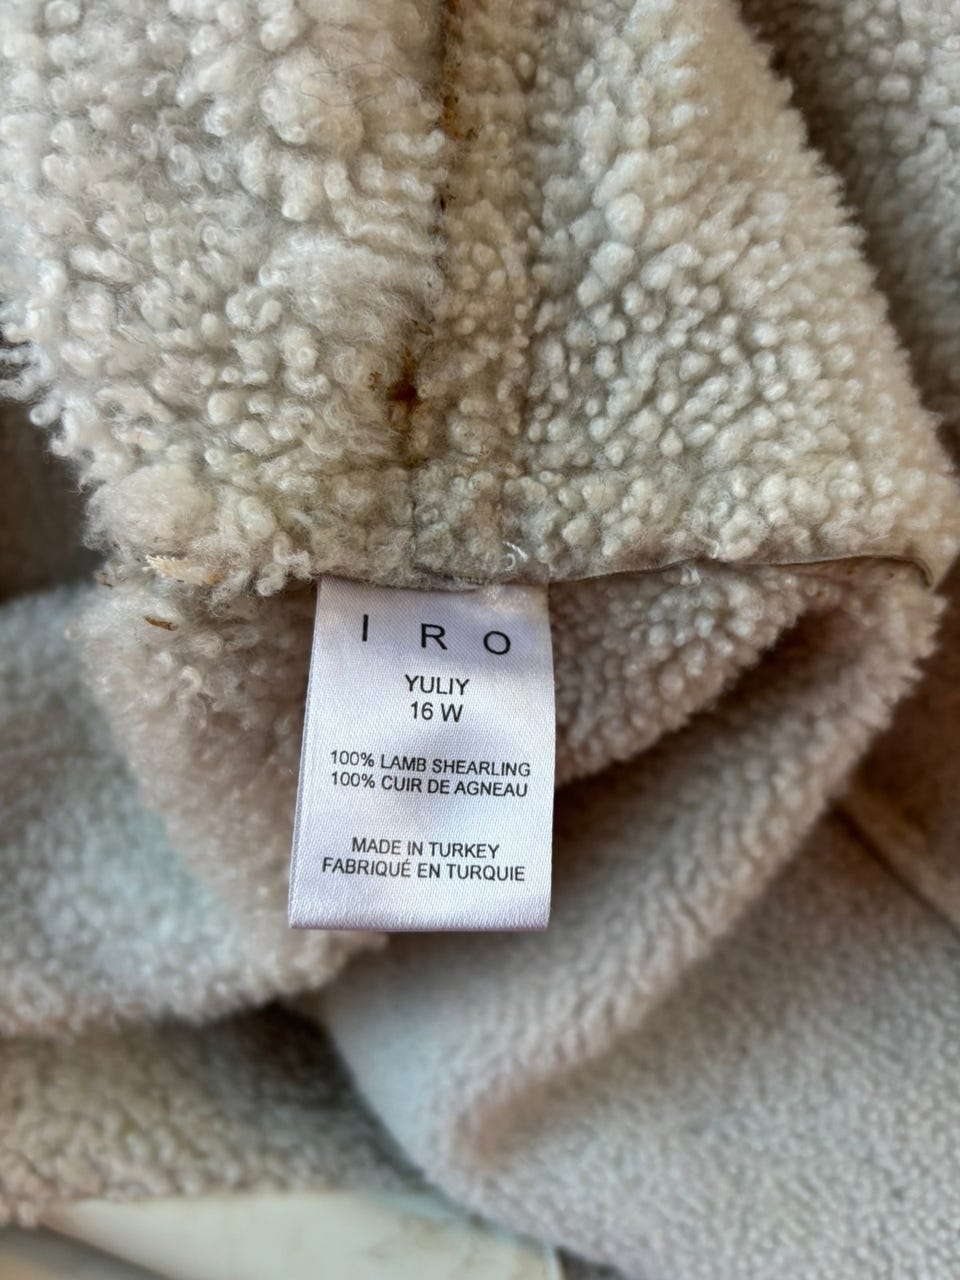 I R O
YULIY
16 W
100% LAMB SHEARLING
100% CUIR DE AGNEAU
MADE IN TURKEY
FABRIQUÉ EN TURQUIE